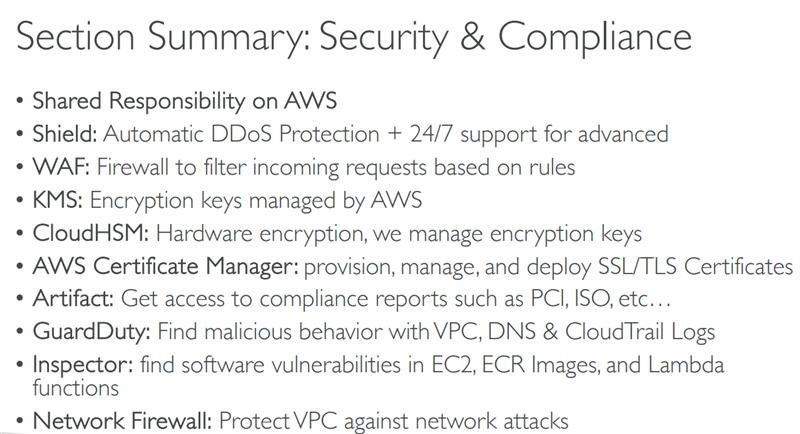 Section Summary: Security & Compliance
• Shared Responsibility on AWS
• Shield: Automatic DDoS Protection + 24/7 support for advanced
• WAF: Firewall to filter incoming requests based on rules
• KMS: Encryption keys managed by AWS
• CloudHSM: Hardware encryption, we manage encryption keys
• AWS Certificate Manager: provision, manage, and deploy SSL/TLS Certificates
• Artifact: Get access to compliance reports such as PCI, ISO, etc…
• GuardDuty: Find malicious behavior with VPC, DNS & CloudTrail Logs
• Inspector: find software vulnerabilities in EC2, ECR Images, and Lambda
functions
• Network Firewall: Protect VPC against network attacks